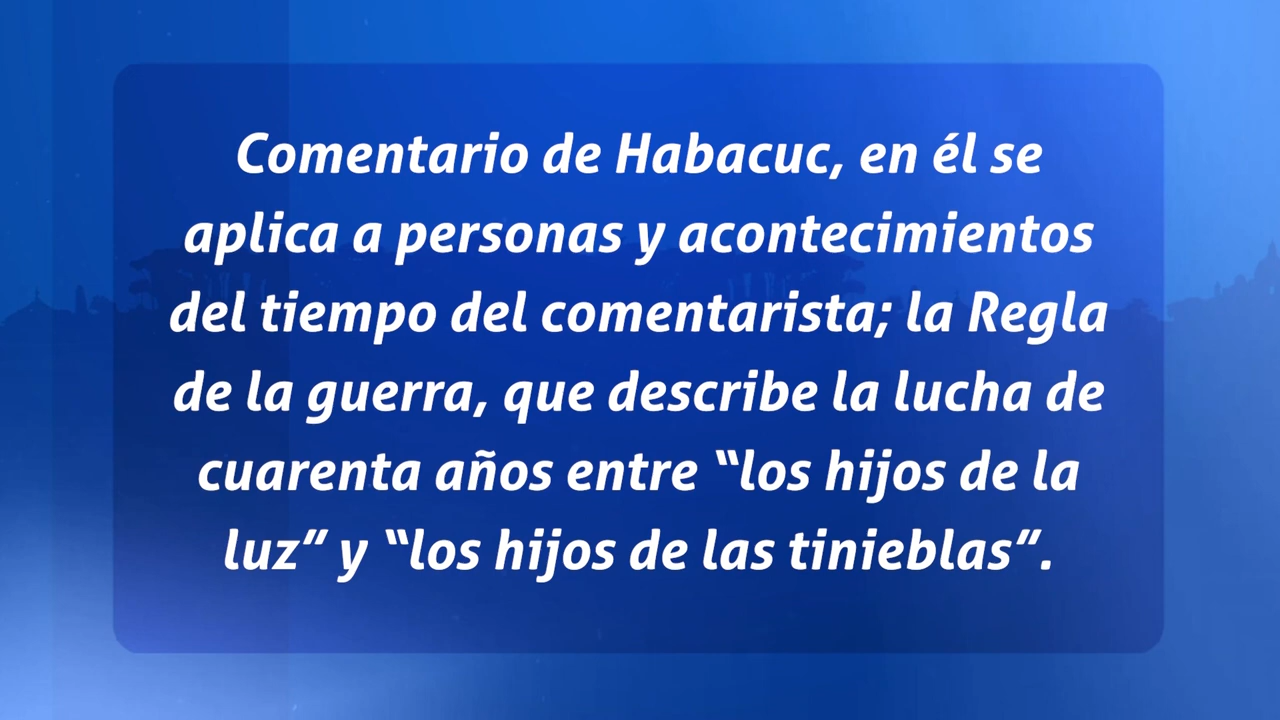 Comentario de Habacuc, en él se
aplica a personas y acontecimientos
del tiempo del comentarista; la Regla
de la guerra, que describe la lucha de
cuarenta años entre “los hijos de la
luz” y “los hijos de las tinieblas”.